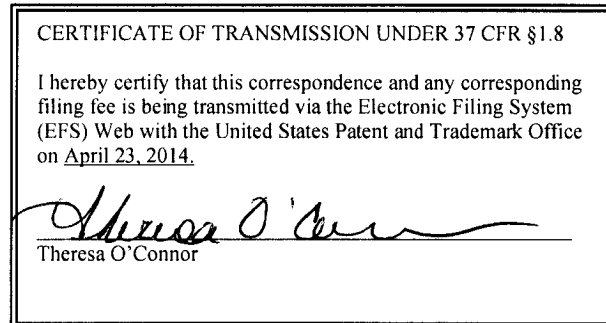 CERTIFICATE OF TRANSMISSION UNDER 37 CFR §1.8
I hereby certify that this correspondence and any corresponding
filing fee is being transmitted via the Electronic Filing System
(EFS) Web with the United States Patent and Trademark Office
on April 23, 2014.
Theresa O'Connor
Theresa O’Connor